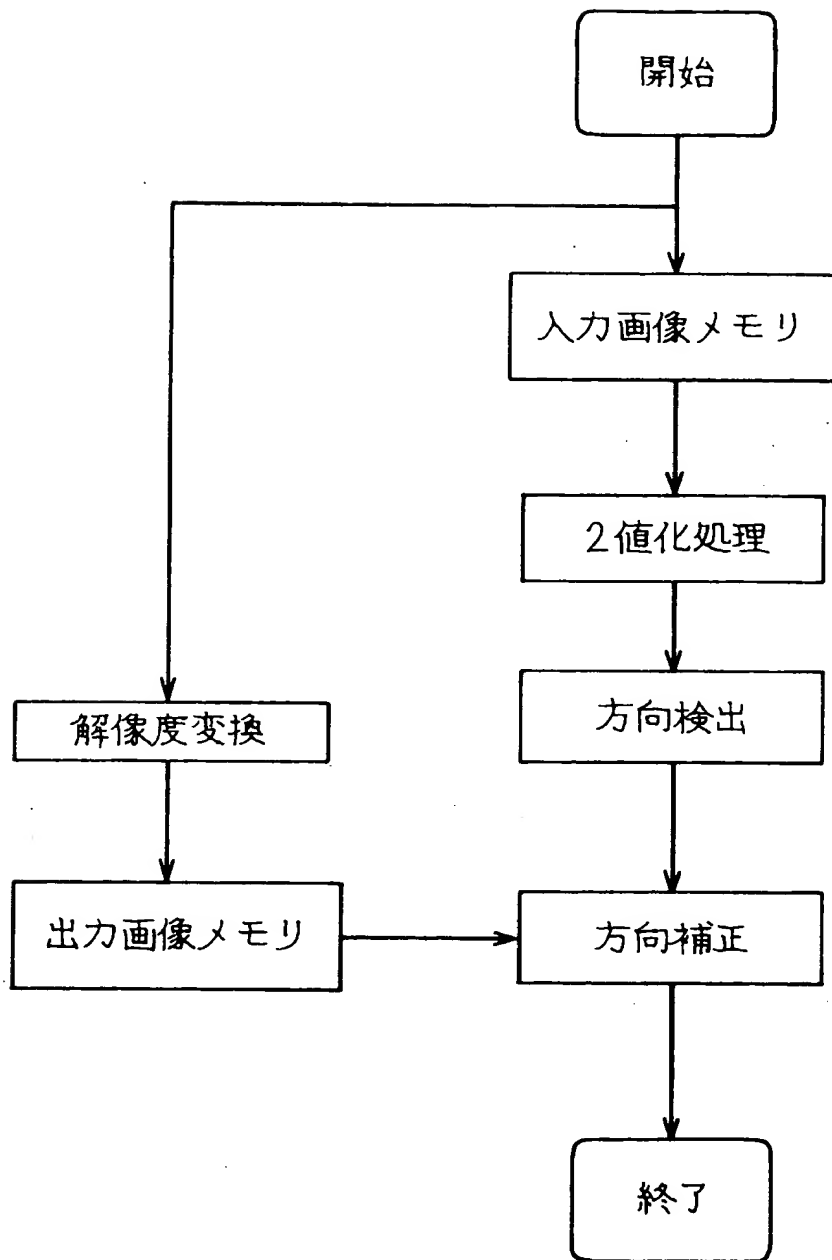 開始
入力画像メモリ
2値化処理
方向検出
解像度変換
出力画像メモリ
方向補正
終了